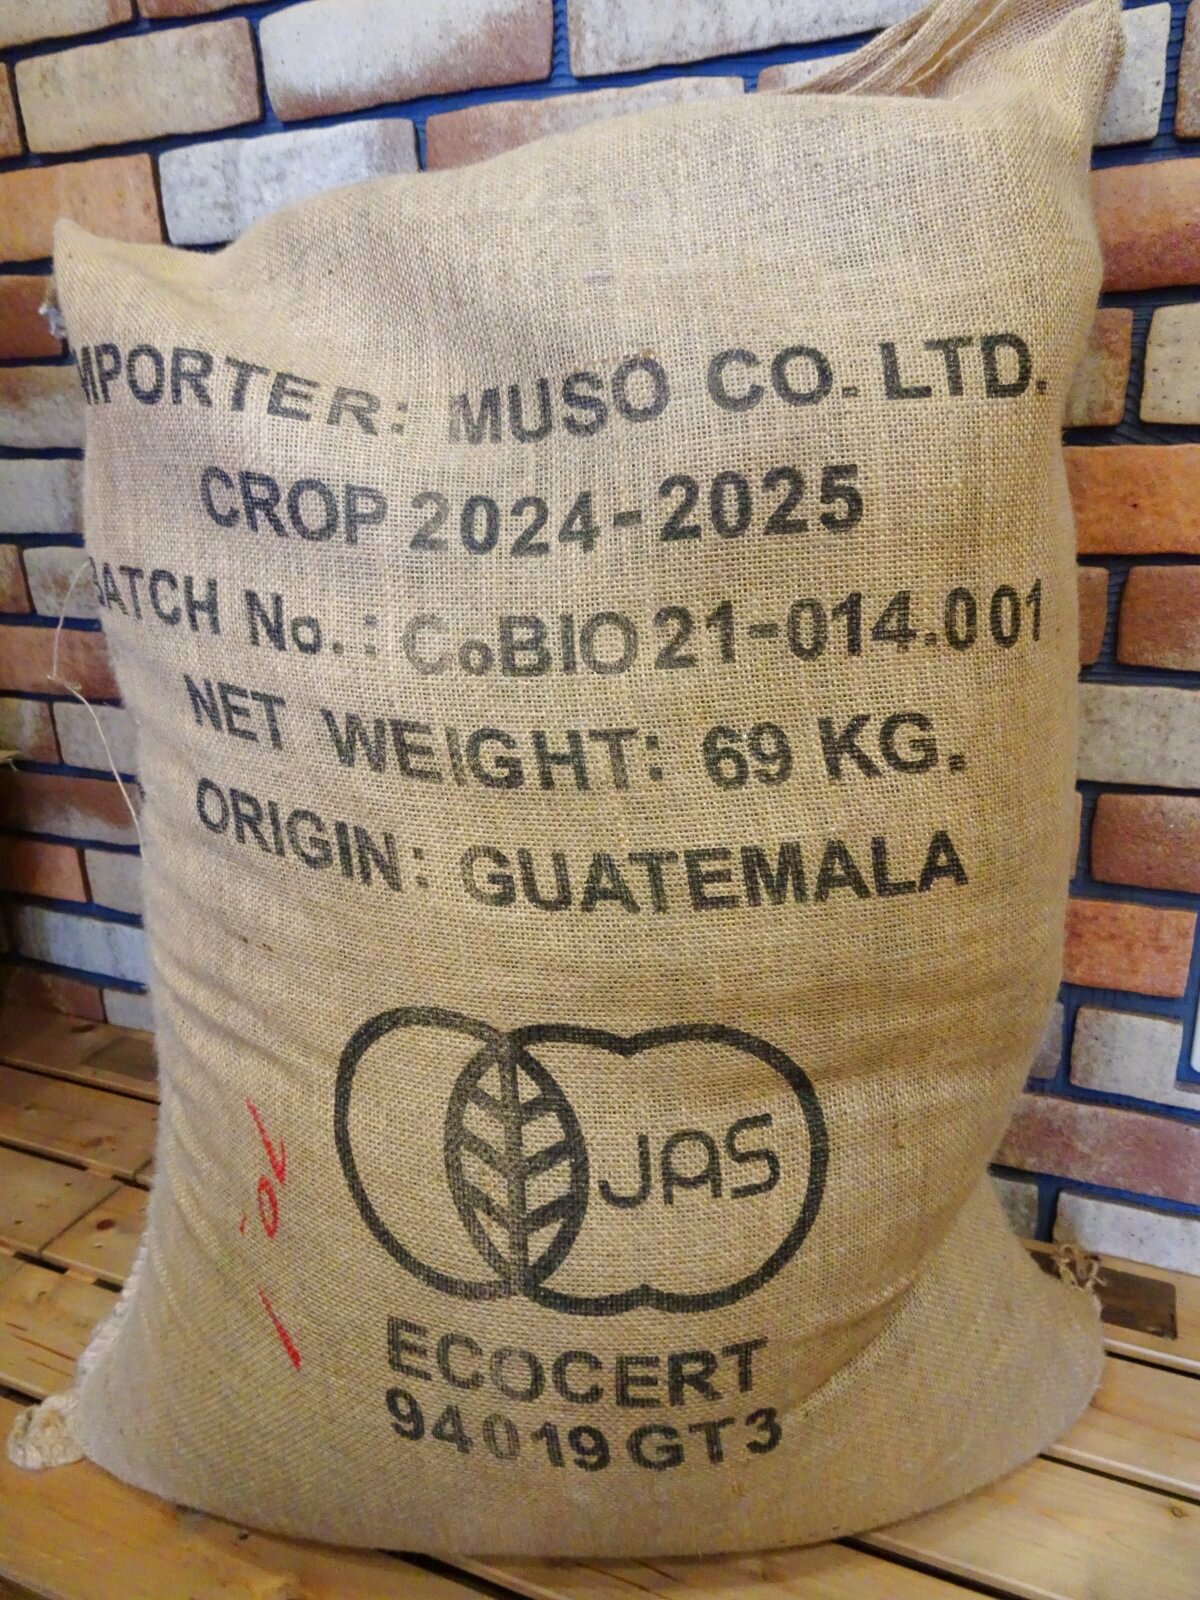 IMPORTER: MUSO CO. LTD.
CROP 2024-2025
BATCH No.: CoBIO21-014.001
NET WEIGHT: 69 KG.
ORIGIN: GUATEMALA
JAS
ECOCERT
94019GT3